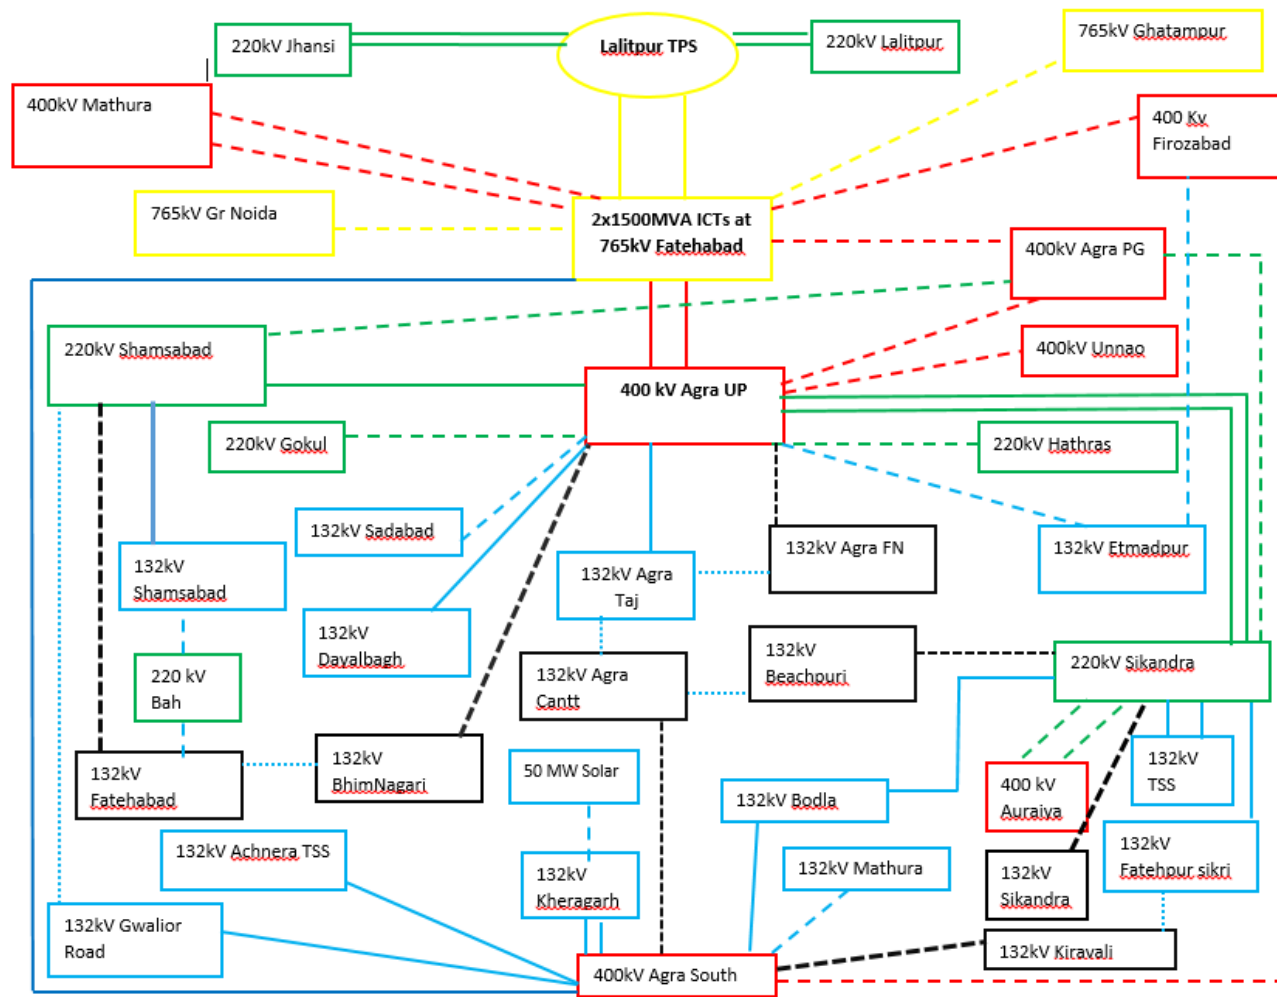 220kV Jhansi
Lalitpur TPS
220kV Lalitpur
765kV Ghatampur
400kV Mathura
400 Kv
Firozabad
765kV Gr Noida
2x1500MVA ICTs at
765kV Fatehabad
400kV Agra PG
220kV Shamsabad
400kV Unnao
400 kV Agra UP
220kV Gokul
220kV Hathras
132kV Sadabad
132kV Agra FN
132kV Etmadpur
132kV
Shamsabad
132kV Agra
Taj
132kV
Dayalbagh
132kV
Beachpuri
220kV Sikandra
220 kV
Bah
132kV Agra
Cantt
132kV
Fatehabad
132kV
BhimNagari
50 MW Solar
132kV Bodla
400 kV
Auraiya
132kV
TSS
132kV Achnera TSS
132kV
Kheragarh
132kV Mathura
132kV
Sikandra
132kV
Fatehpur sikri
132kV Gwalior
Road
132kV Kiravali
400kV Agra South